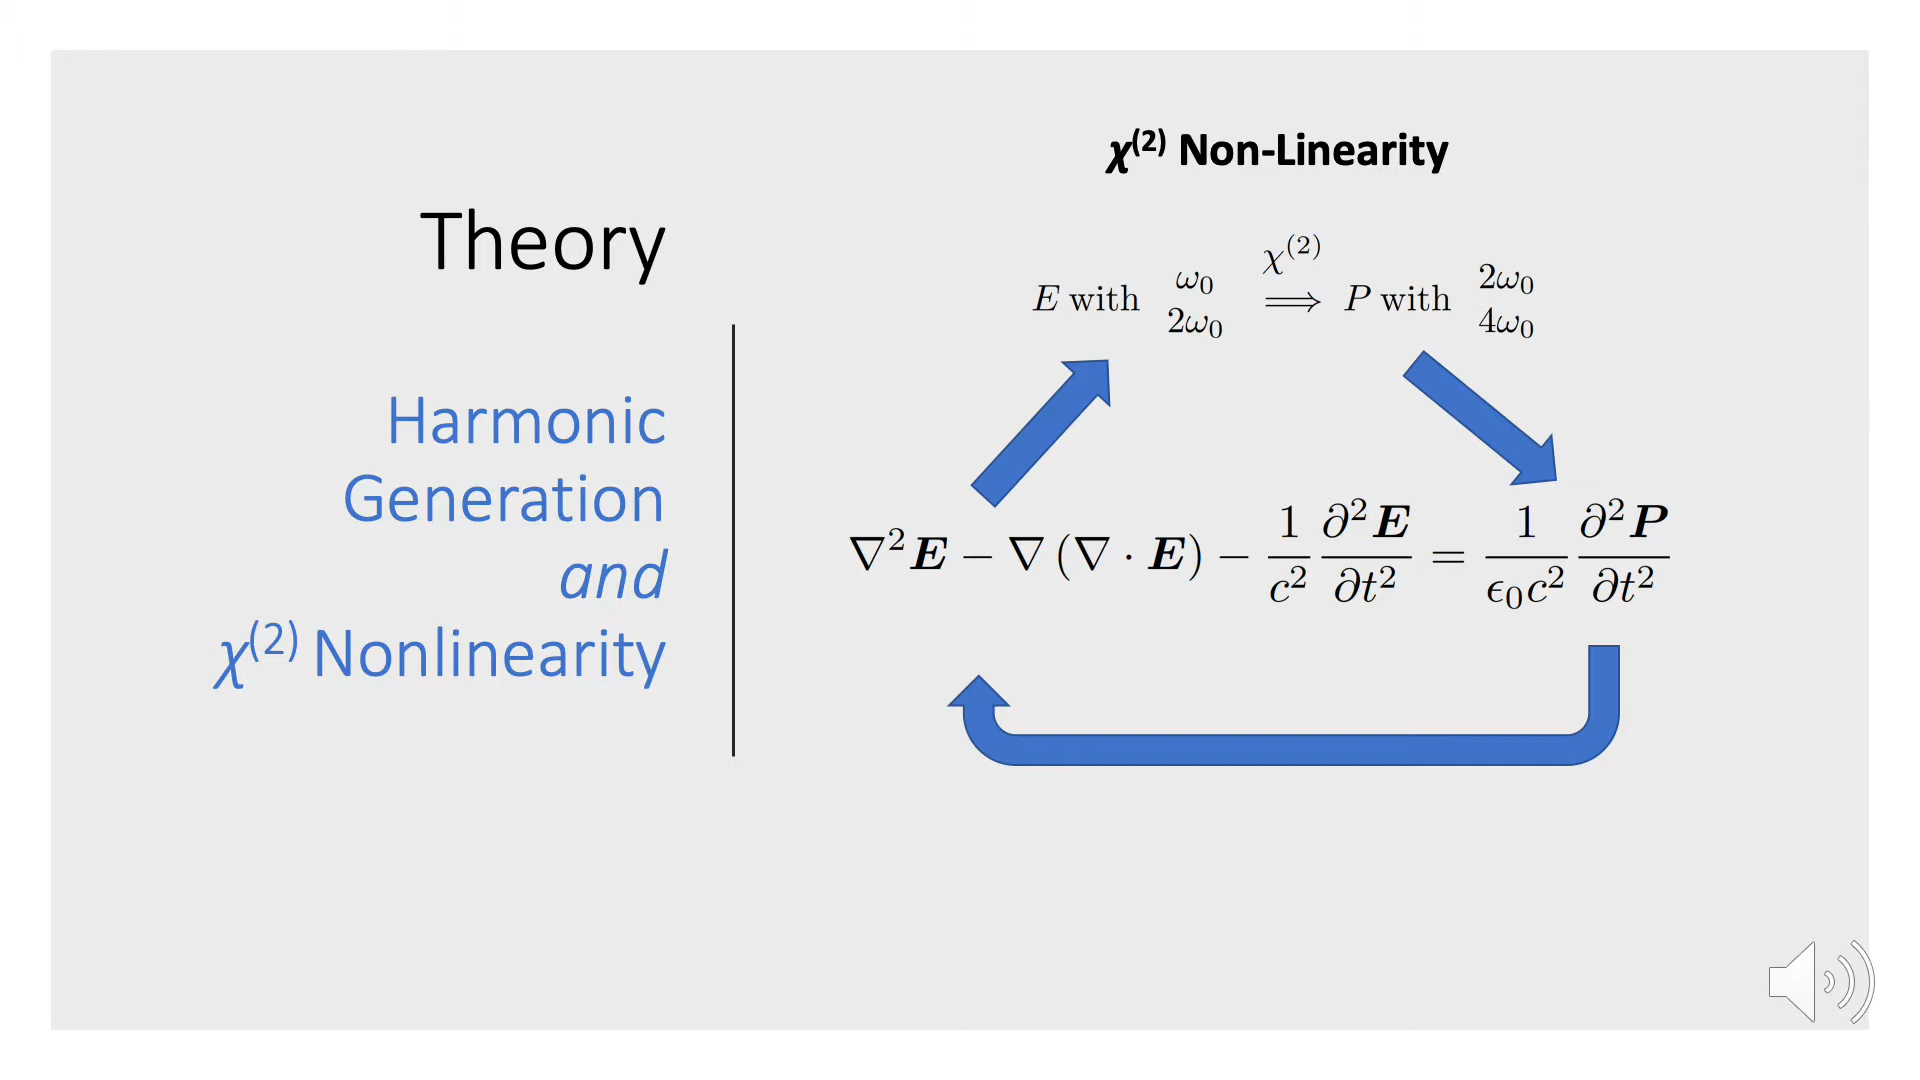 Theory
Harmonic
Generation
and
χ⁽²⁾ Nonlinearity
χ⁽²⁾ Non-Linearity
E with ω₀ 2ω₀ ⟹ χ⁽²⁾ P with 2ω₀ 4ω₀
∇²E − ∇(∇ · E) − 1/c² ∂²E/∂t² = 1/ϵ₀c² ∂²P/∂t²